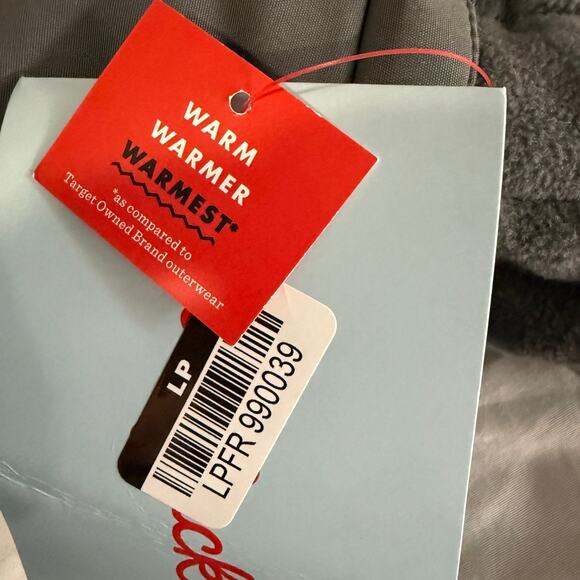 WARM
WARMER
WARMEST*
*as compared to
Target Owned Brand outerwear
LP
LPFR 990039